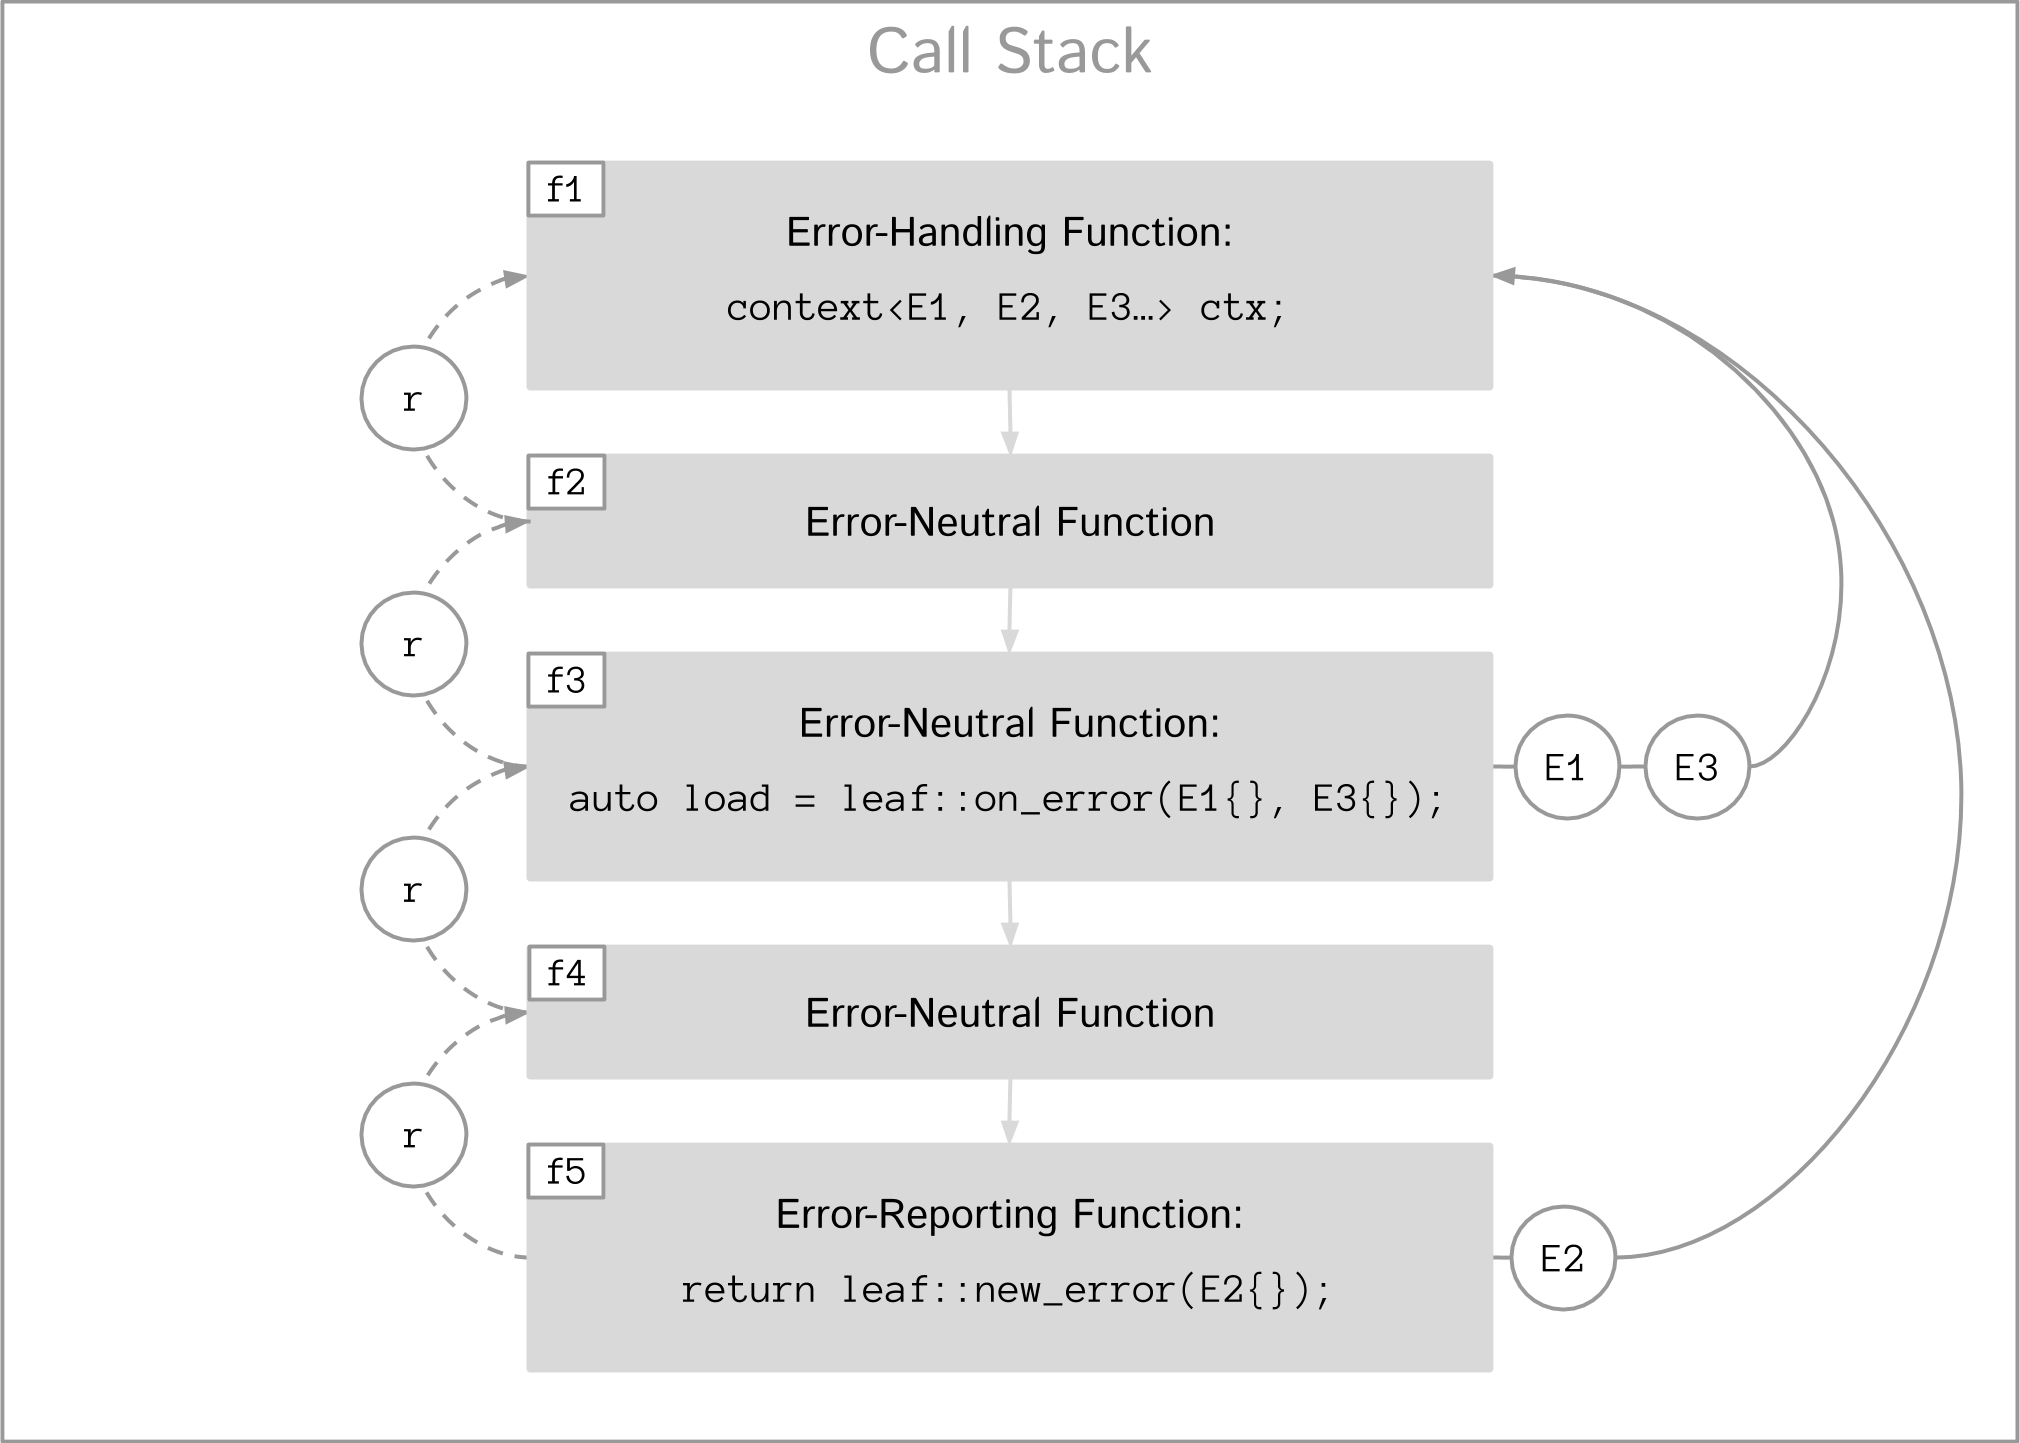 Call Stack
f1
Error-Handling Function:
context<E1, E2, E3…> ctx;
r
f2
Error-Neutral Function
r
f3
Error-Neutral Function:
auto load = leaf::on_error(E1{}, E3{});
E1
E3
r
f4
Error-Neutral Function
r
f5
Error-Reporting Function:
return leaf::new_error(E2{});
E2